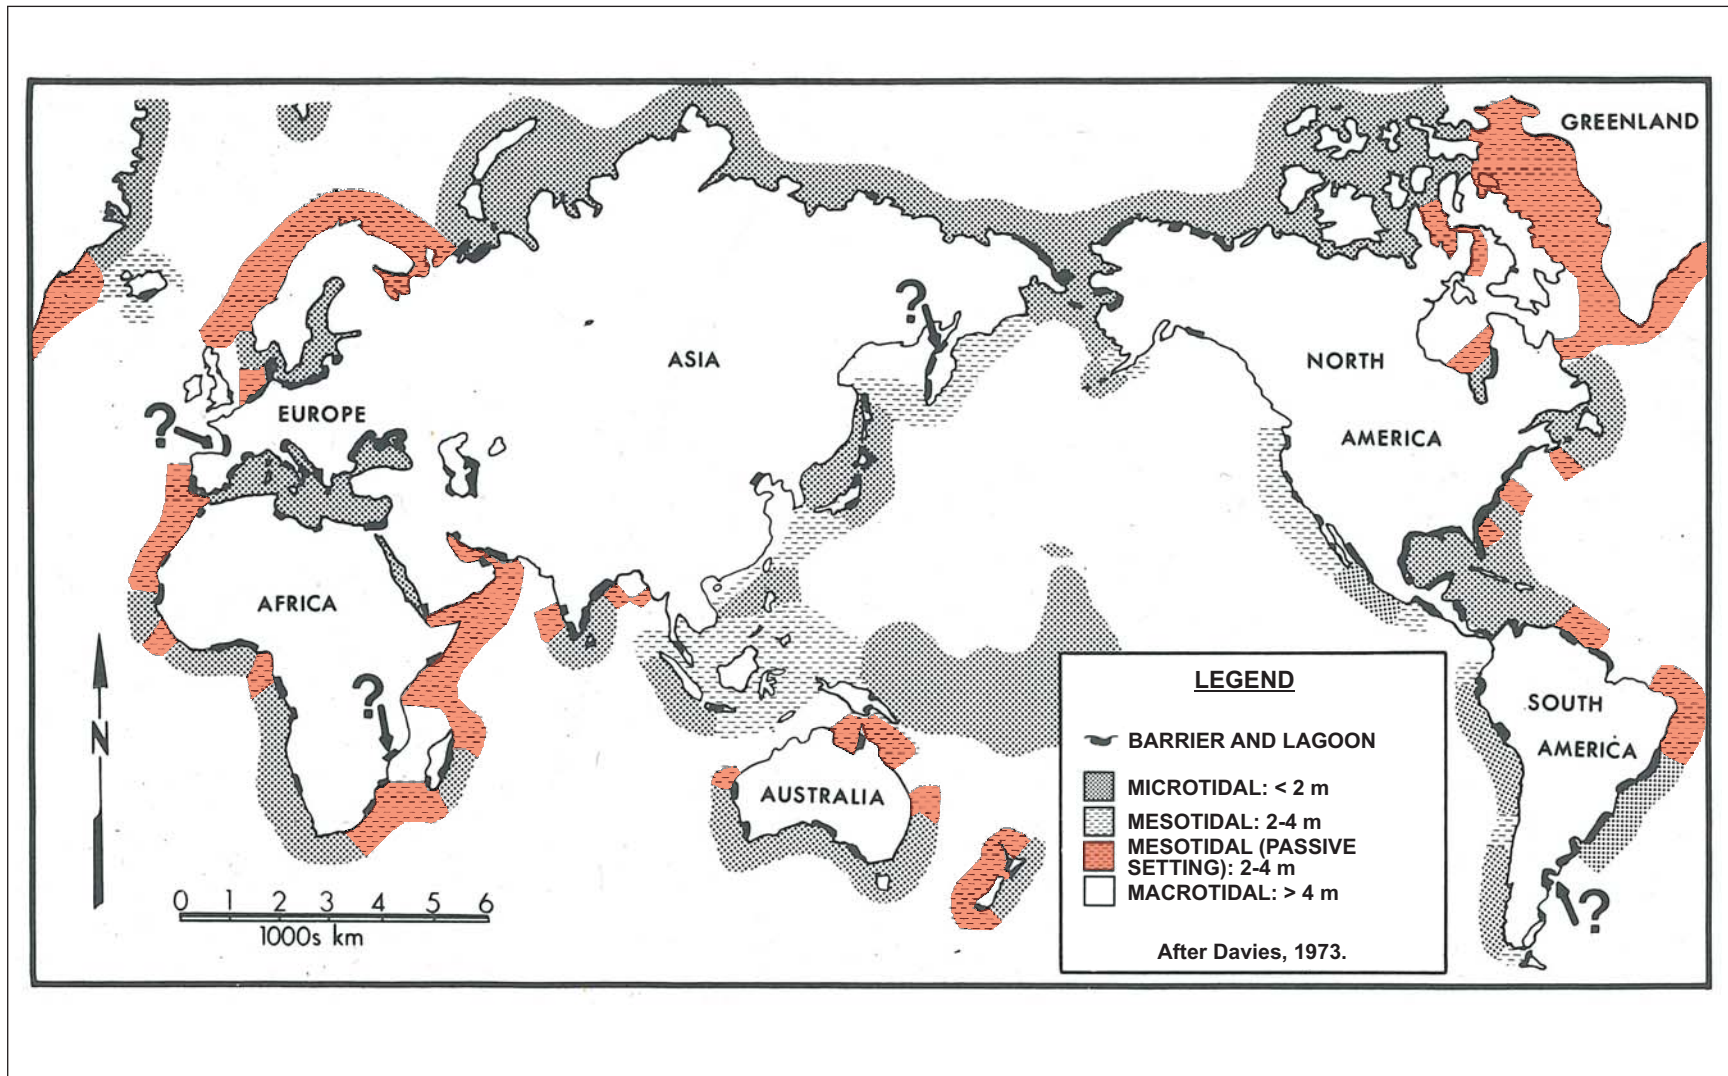 GREENLAND
?
ASIA
NORTH
AMERICA
?
EUROPE
AFRICA
?
N
AUSTRALIA
SOUTH
AMERICA
?
0 1 2 3 4 5 6
1000s km
LEGEND
BARRIER AND LAGOON
MICROTIDAL: < 2 m
MESOTIDAL: 2-4 m
MESOTIDAL (PASSIVE
SETTING): 2-4 m
MACROTIDAL: > 4 m
After Davies, 1973.